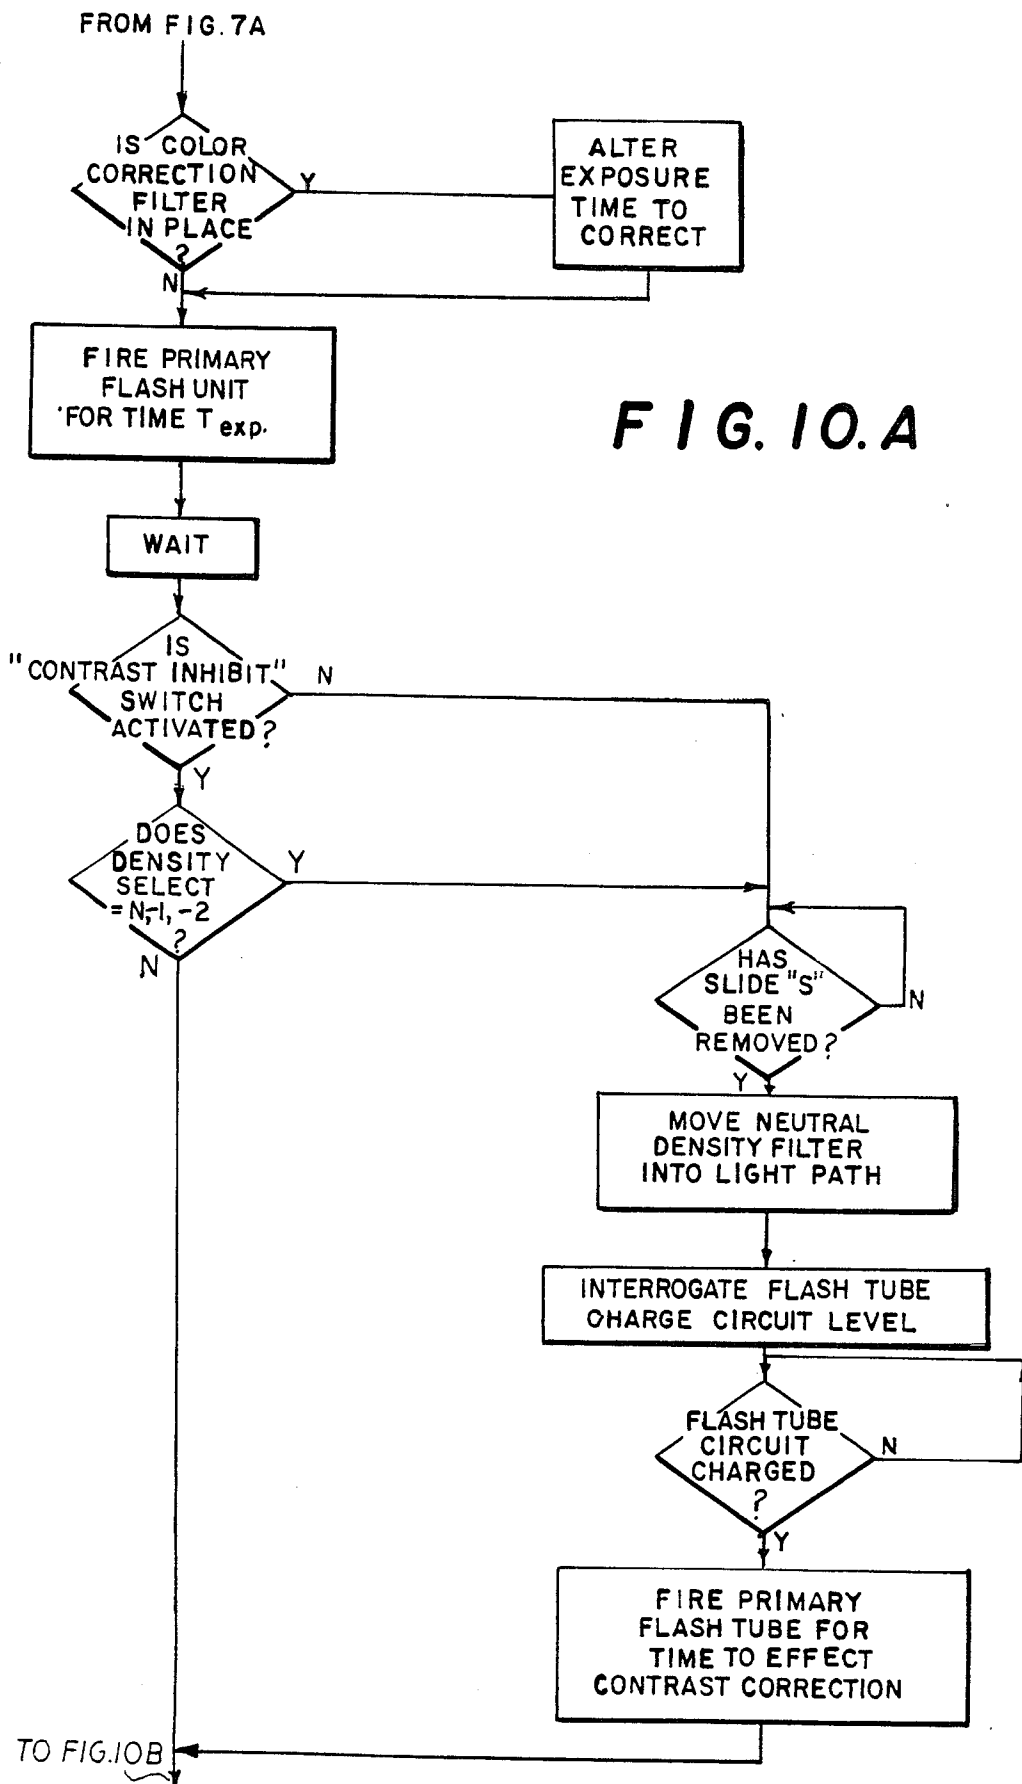 FROM FIG. 7A
IS COLOR
CORRECTION
FILTER
IN PLACE
?
Y
N
ALTER
EXPOSURE
TIME TO
CORRECT
FIRE PRIMARY
FLASH UNIT
FOR TIME T exp.
FIG. 10.A
WAIT
IS
"CONTRAST INHIBIT"
SWITCH
ACTIVATED?
N
Y
DOES
DENSITY
SELECT
= N,-1, -2
?
Y
N
HAS
SLIDE "S"
BEEN
REMOVED?
N
Y
MOVE NEUTRAL
DENSITY FILTER
INTO LIGHT PATH
INTERROGATE FLASH TUBE
CHARGE CIRCUIT LEVEL
FLASH TUBE
CIRCUIT
CHARGED
?
N
Y
FIRE PRIMARY
FLASH TUBE FOR
TIME TO EFFECT
CONTRAST CORRECTION
TO FIG.10B